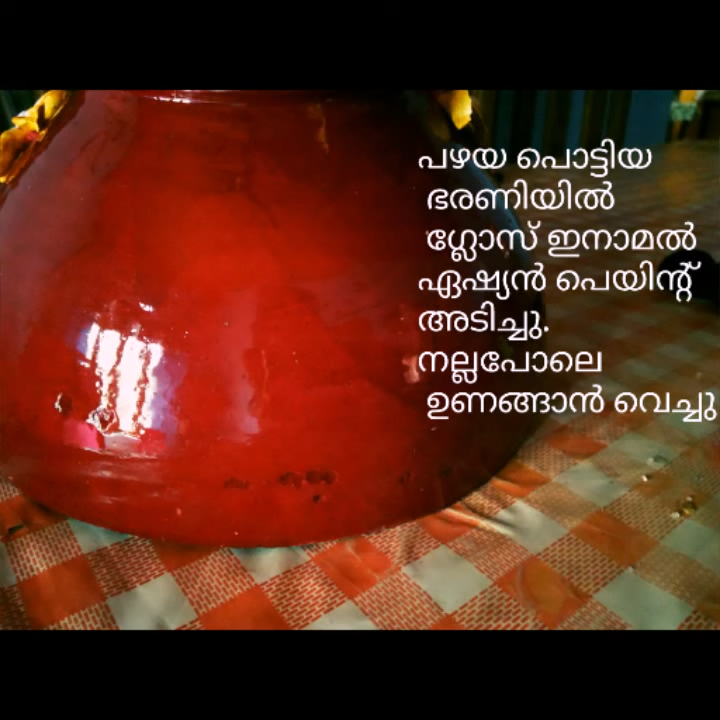 പഴയ പൊട്ടിയ
ഭരണിയിൽ
ഗ്ലോസ് ഇനാമൽ
ഏഷ്യൻ പെയിന്റ്
അടിച്ചു.
നല്ലപോലെ
ഉണങ്ങാൻ വെച്ചു